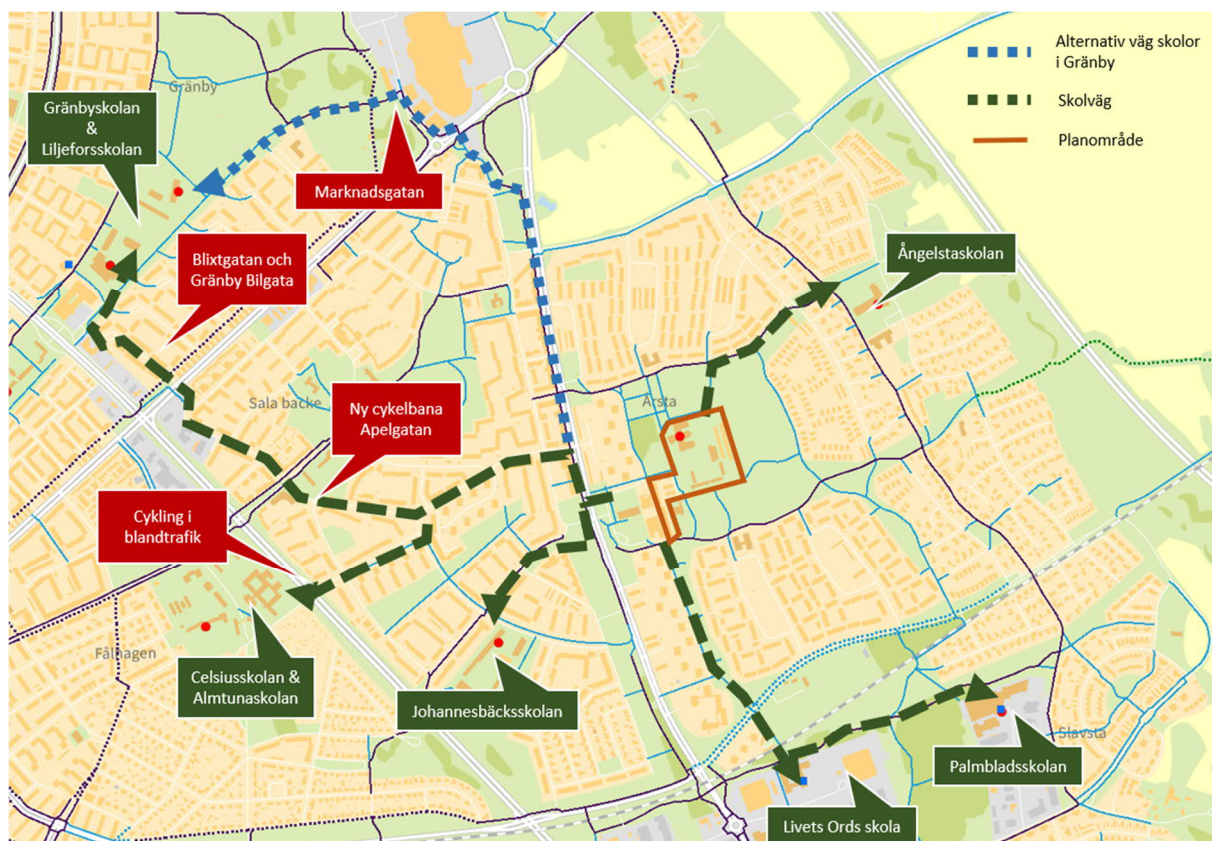 Alternativ väg skolor
i Gränby
Skolväg
Planområde
Gränby
Gränbyskolan
&
Liljeforsskolan
Marknadsgatan
Blixtgatan och
Gränby Bilgata
Ångelstaskolan
Sala backe
Ny cykelbana
Apelgatan
Årsta
Cykling i
blandtrafik
Fålhagen
Celsiusskolan &
Almtunaskolan
Johannesbäcksskolan
Palmbladsskolan
Slavsta
Livets Ords skola